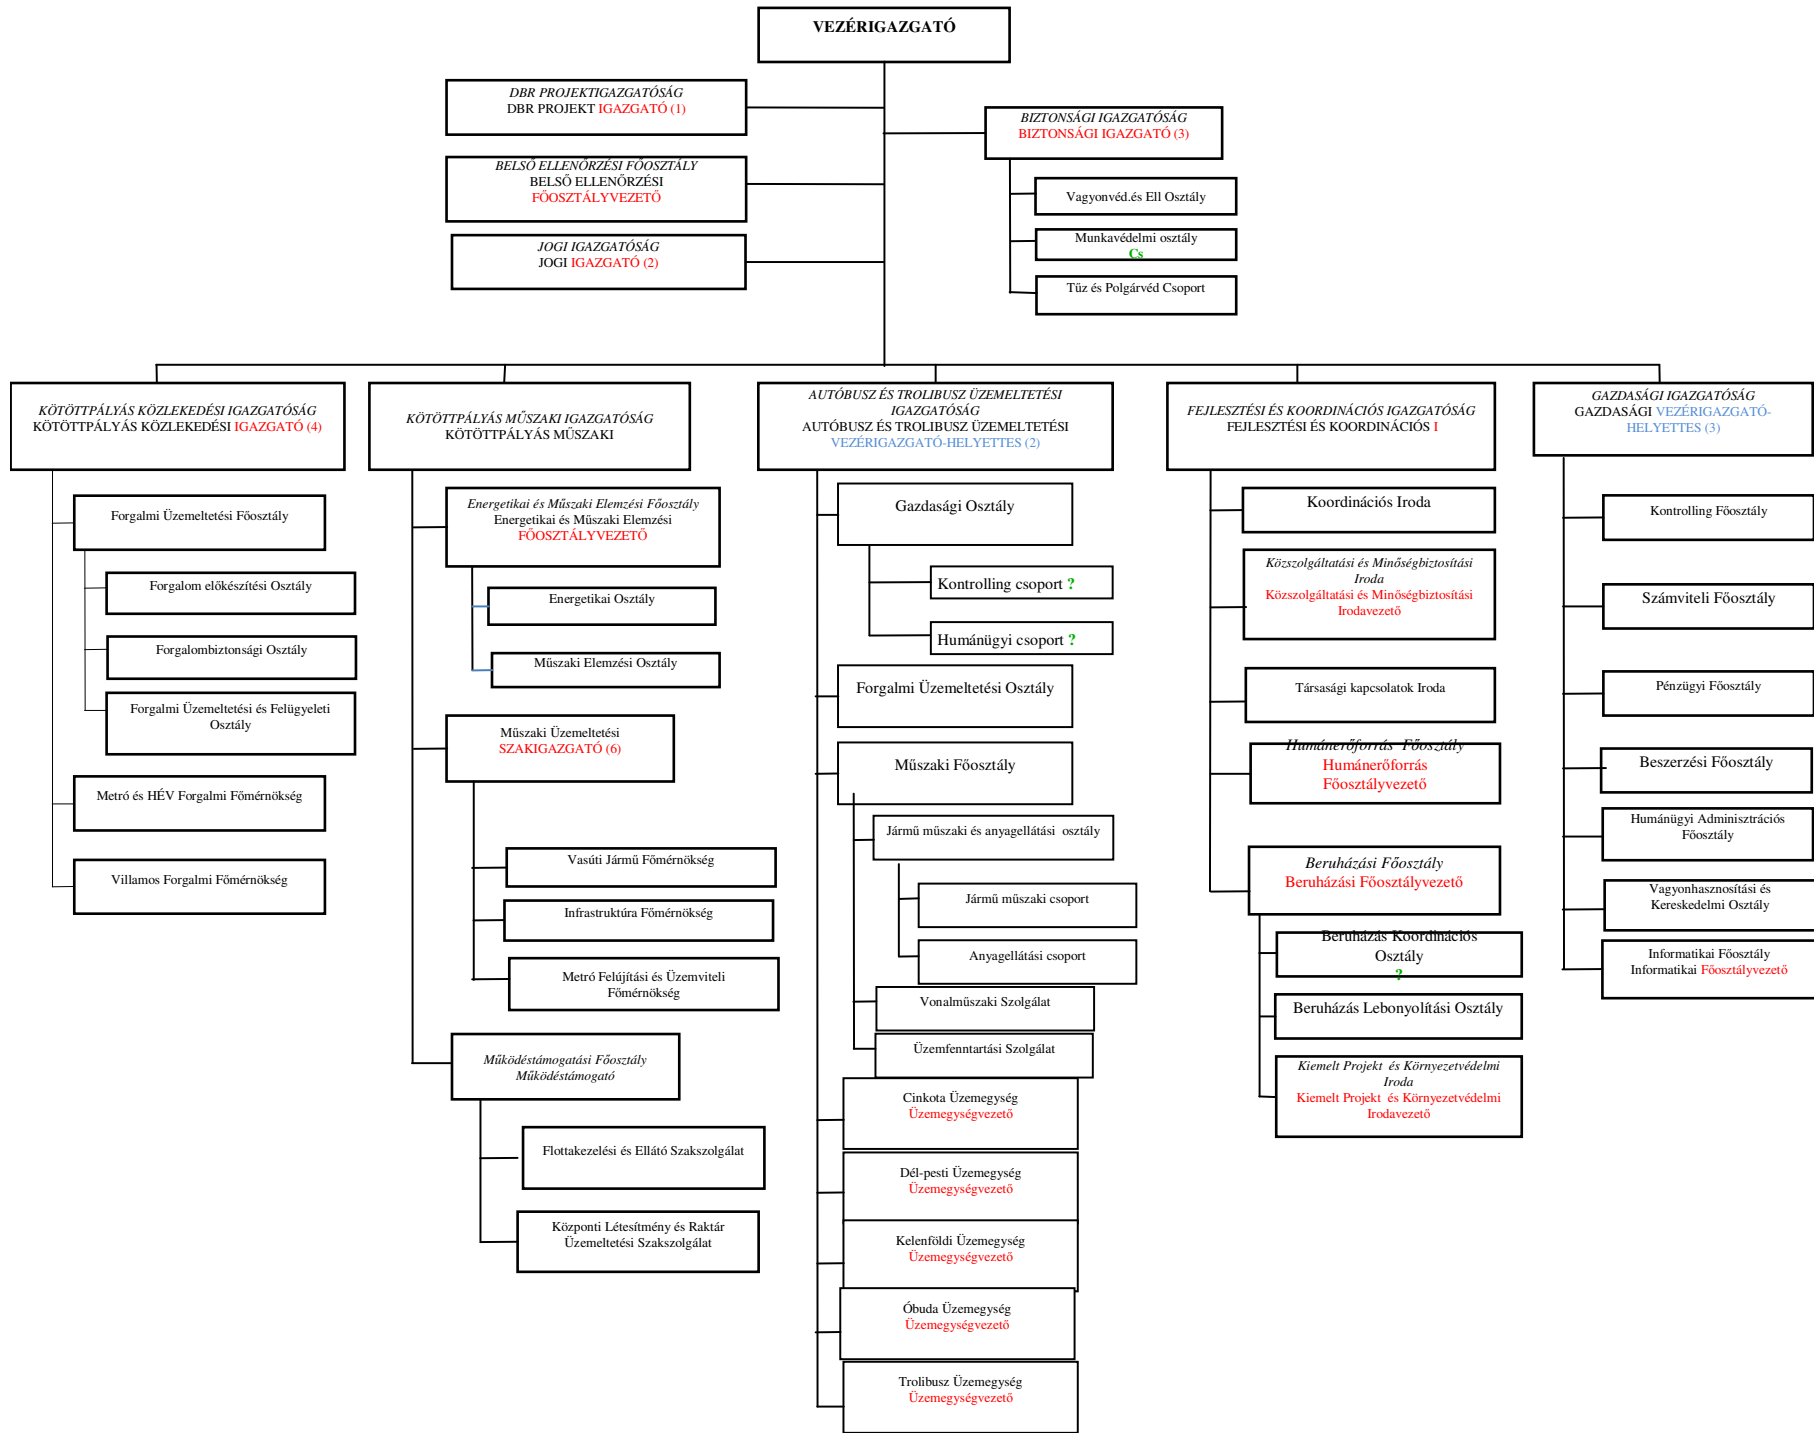 VEZÉRIGAZGATÓ
DBR PROJEKTIGAZGATÓSÁG
DBR PROJEKT IGAZGATÓ (1)
BELSŐ ELLENŐRZÉSI FŐOSZTÁLY
BELSŐ ELLENŐRZÉSI
FŐOSZTÁLYVEZETŐ
JOGI IGAZGATÓSÁG
JOGI IGAZGATÓ (2)
BIZTONSÁGI IGAZGATÓSÁG
BIZTONSÁGI IGAZGATÓ (3)
Vagyonvéd.és Ell Osztály
Munkavédelmi osztály
Cs
Tűz és Polgárvéd Csoport
KÖTÖTTPÁLYÁS KÖZLEKEDÉSI IGAZGATÓSÁG
KÖTÖTTPÁLYÁS KÖZLEKEDÉSI IGAZGATÓ (4)
Forgalmi Üzemeltetési Főosztály
Forgalom előkészítési Osztály
Forgalombiztonsági Osztály
Forgalmi Üzemeltetési és Felügyeleti
Osztály
Metró és HÉV Forgalmi Főmérnökség
Villamos Forgalmi Főmérnökség
KÖTÖTTPÁLYÁS MŰSZAKI IGAZGATÓSÁG
KÖTÖTTPÁLYÁS MŰSZAKI
Energetikai és Műszaki Elemzési Főosztály
Energetikai és Műszaki Elemzési
FŐOSZTÁLYVEZETŐ
Energetikai Osztály
Műszaki Elemzési Osztály
Műszaki Üzemeltetési
SZAKIGAZGATÓ (6)
Vasúti Jármű Főmérnökség
Infrastruktúra Főmérnökség
Metró Felújítási és Üzemviteli
Főmérnökség
Működéstámogatási Főosztály
Működéstámogató
Flottakezelési és Ellátó Szakszolgálat
Központi Létesítmény és Raktár
Üzemeltetési Szakszolgálat
AUTÓBUSZ ÉS TROLIBUSZ ÜZEMELTETÉSI
IGAZGATÓSÁG
AUTÓBUSZ ÉS TROLIBUSZ ÜZEMELTETÉSI
VEZÉRIGAZGATÓ-HELYETTES (2)
Gazdasági Osztály
Kontrolling csoport ?
Humánügyi csoport ?
Forgalmi Üzemeltetési Osztály
Műszaki Főosztály
Jármű műszaki és anyagellátási osztály
Jármű műszaki csoport
Anyagellátási csoport
Vonalműszaki Szolgálat
Üzemfenntartási Szolgálat
Cinkota Üzemegység
Üzemegységvezető
Dél-pesti Üzemegység
Üzemegységvezető
Kelenföldi Üzemegység
Üzemegységvezető
Óbuda Üzemegység
Üzemegységvezető
Trolibusz Üzemegység
Üzemegységvezető
FEJLESZTÉSI ÉS KOORDINÁCIÓS IGAZGATÓSÁG
FEJLESZTÉSI ÉS KOORDINÁCIÓS I
Koordinációs Iroda
Közszolgáltatási és Minőségbiztosítási
Iroda
Közszolgáltatási és Minőségbiztosítási
Irodavezető
Társasági kapcsolatok Iroda
Humánerőforrás Főosztály
Humánerőforrás
Főosztályvezető
Beruházási Főosztály
Beruházási Főosztályvezető
Beruházás Koordinációs
Osztály
?
Beruházás Lebonyolítási Osztály
Kiemelt Projekt és Környezetvédelmi
Iroda
Kiemelt Projekt és Környezetvédelmi
Irodavezető
GAZDASÁGI IGAZGATÓSÁG
GAZDASÁGI VEZÉRIGAZGATÓ-
HELYETTES (3)
Kontrolling Főosztály
Számviteli Főosztály
Pénzügyi Főosztály
Beszerzési Főosztály
Humánügyi Adminisztrációs
Főosztály
Vagyonhasznosítási és
Kereskedelmi Osztály
Informatikai Főosztály
Informatikai Főosztályvezető